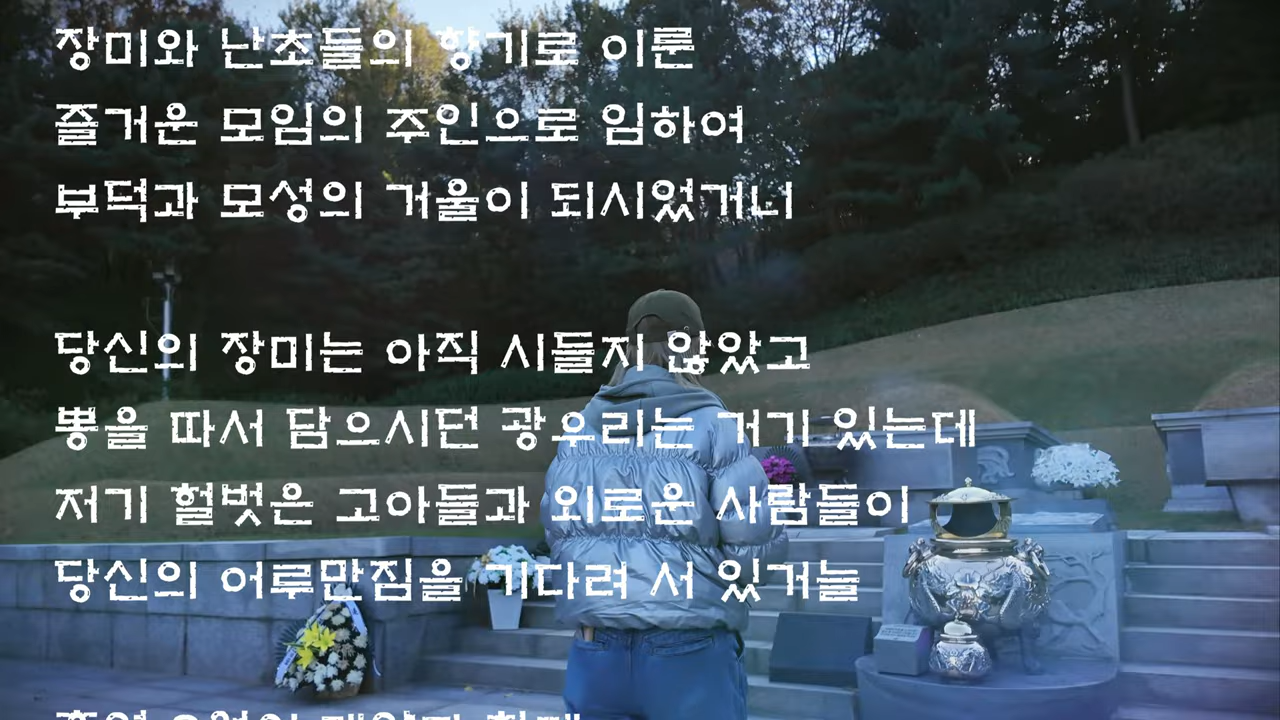 장미와 난초들의 향기로 이룬
즐거운 모임의 주인으로 임하여
부덕과 모성의 거울이 되시었거니
당신의 장미는 아직 시들지 않았고
뽕을 따서 담으시던 광우리는 거기 있는데
저기 헐벗은 고아들과 외로운 사람들이
당신의 어루만짐을 기다려 서 있거늘